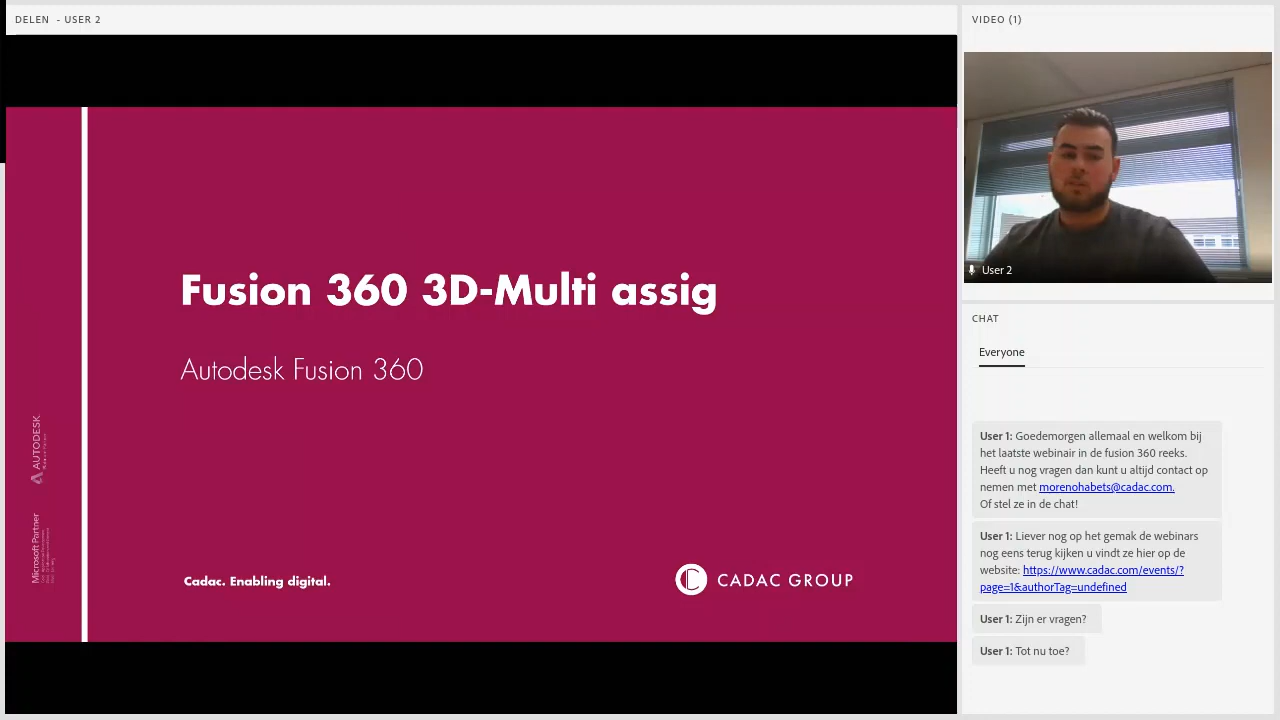 DELEN - USER 2
Fusion 360 3D-Multi assig
Autodesk Fusion 360
AUTODESK
Microsoft Partner
Cadac. Enabling digital.
CADAC GROUP
VIDEO (1)
User 2
CHAT
Everyone
User 1: Goedemorgen allemaal en welkom bij
het laatste webinair in de fusion 360 reeks.
Heeft u nog vragen dan kunt u altijd contact op
nemen met morenohabets@cadac.com.
Of stel ze in de chat!
User 1: Liever nog op het gemak de webinars
nog eens terug kijken u vindt ze hier op de
website: https://www.cadac.com/events/?
page=1&authorTag=undefined
User 1: Zijn er vragen?
User 1: Tot nu toe?